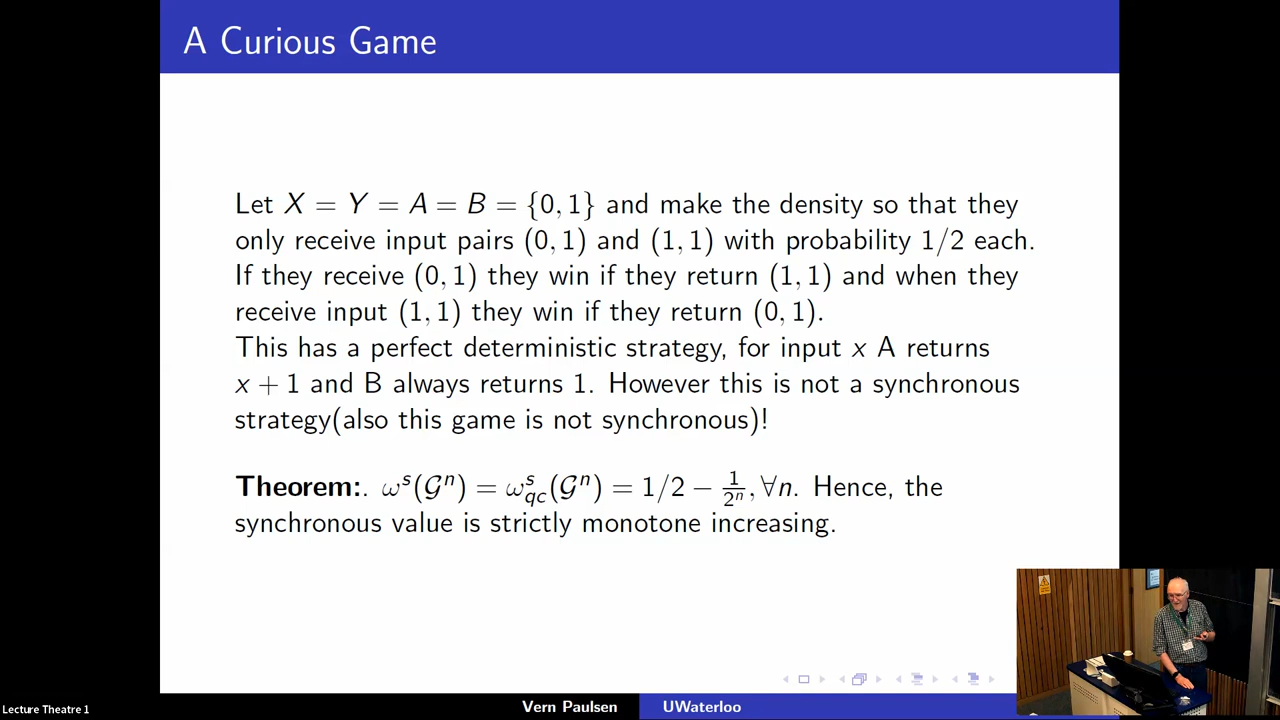 A Curious Game
Let X = Y = A = B = {0, 1} and make the density so that they
only receive input pairs (0, 1) and (1, 1) with probability 1/2 each.
If they receive (0, 1) they win if they return (1, 1) and when they
receive input (1, 1) they win if they return (0, 1).
This has a perfect deterministic strategy, for input x A returns
x + 1 and B always returns 1. However this is not a synchronous
strategy(also this game is not synchronous)!
Theorem:. ω^s(𝒢^n) = ω^s_{qc}(𝒢^n) = 1/2 − 1/2^n, ∀n. Hence, the
synchronous value is strictly monotone increasing.
Lecture Theatre 1
Vern Paulsen UWaterloo